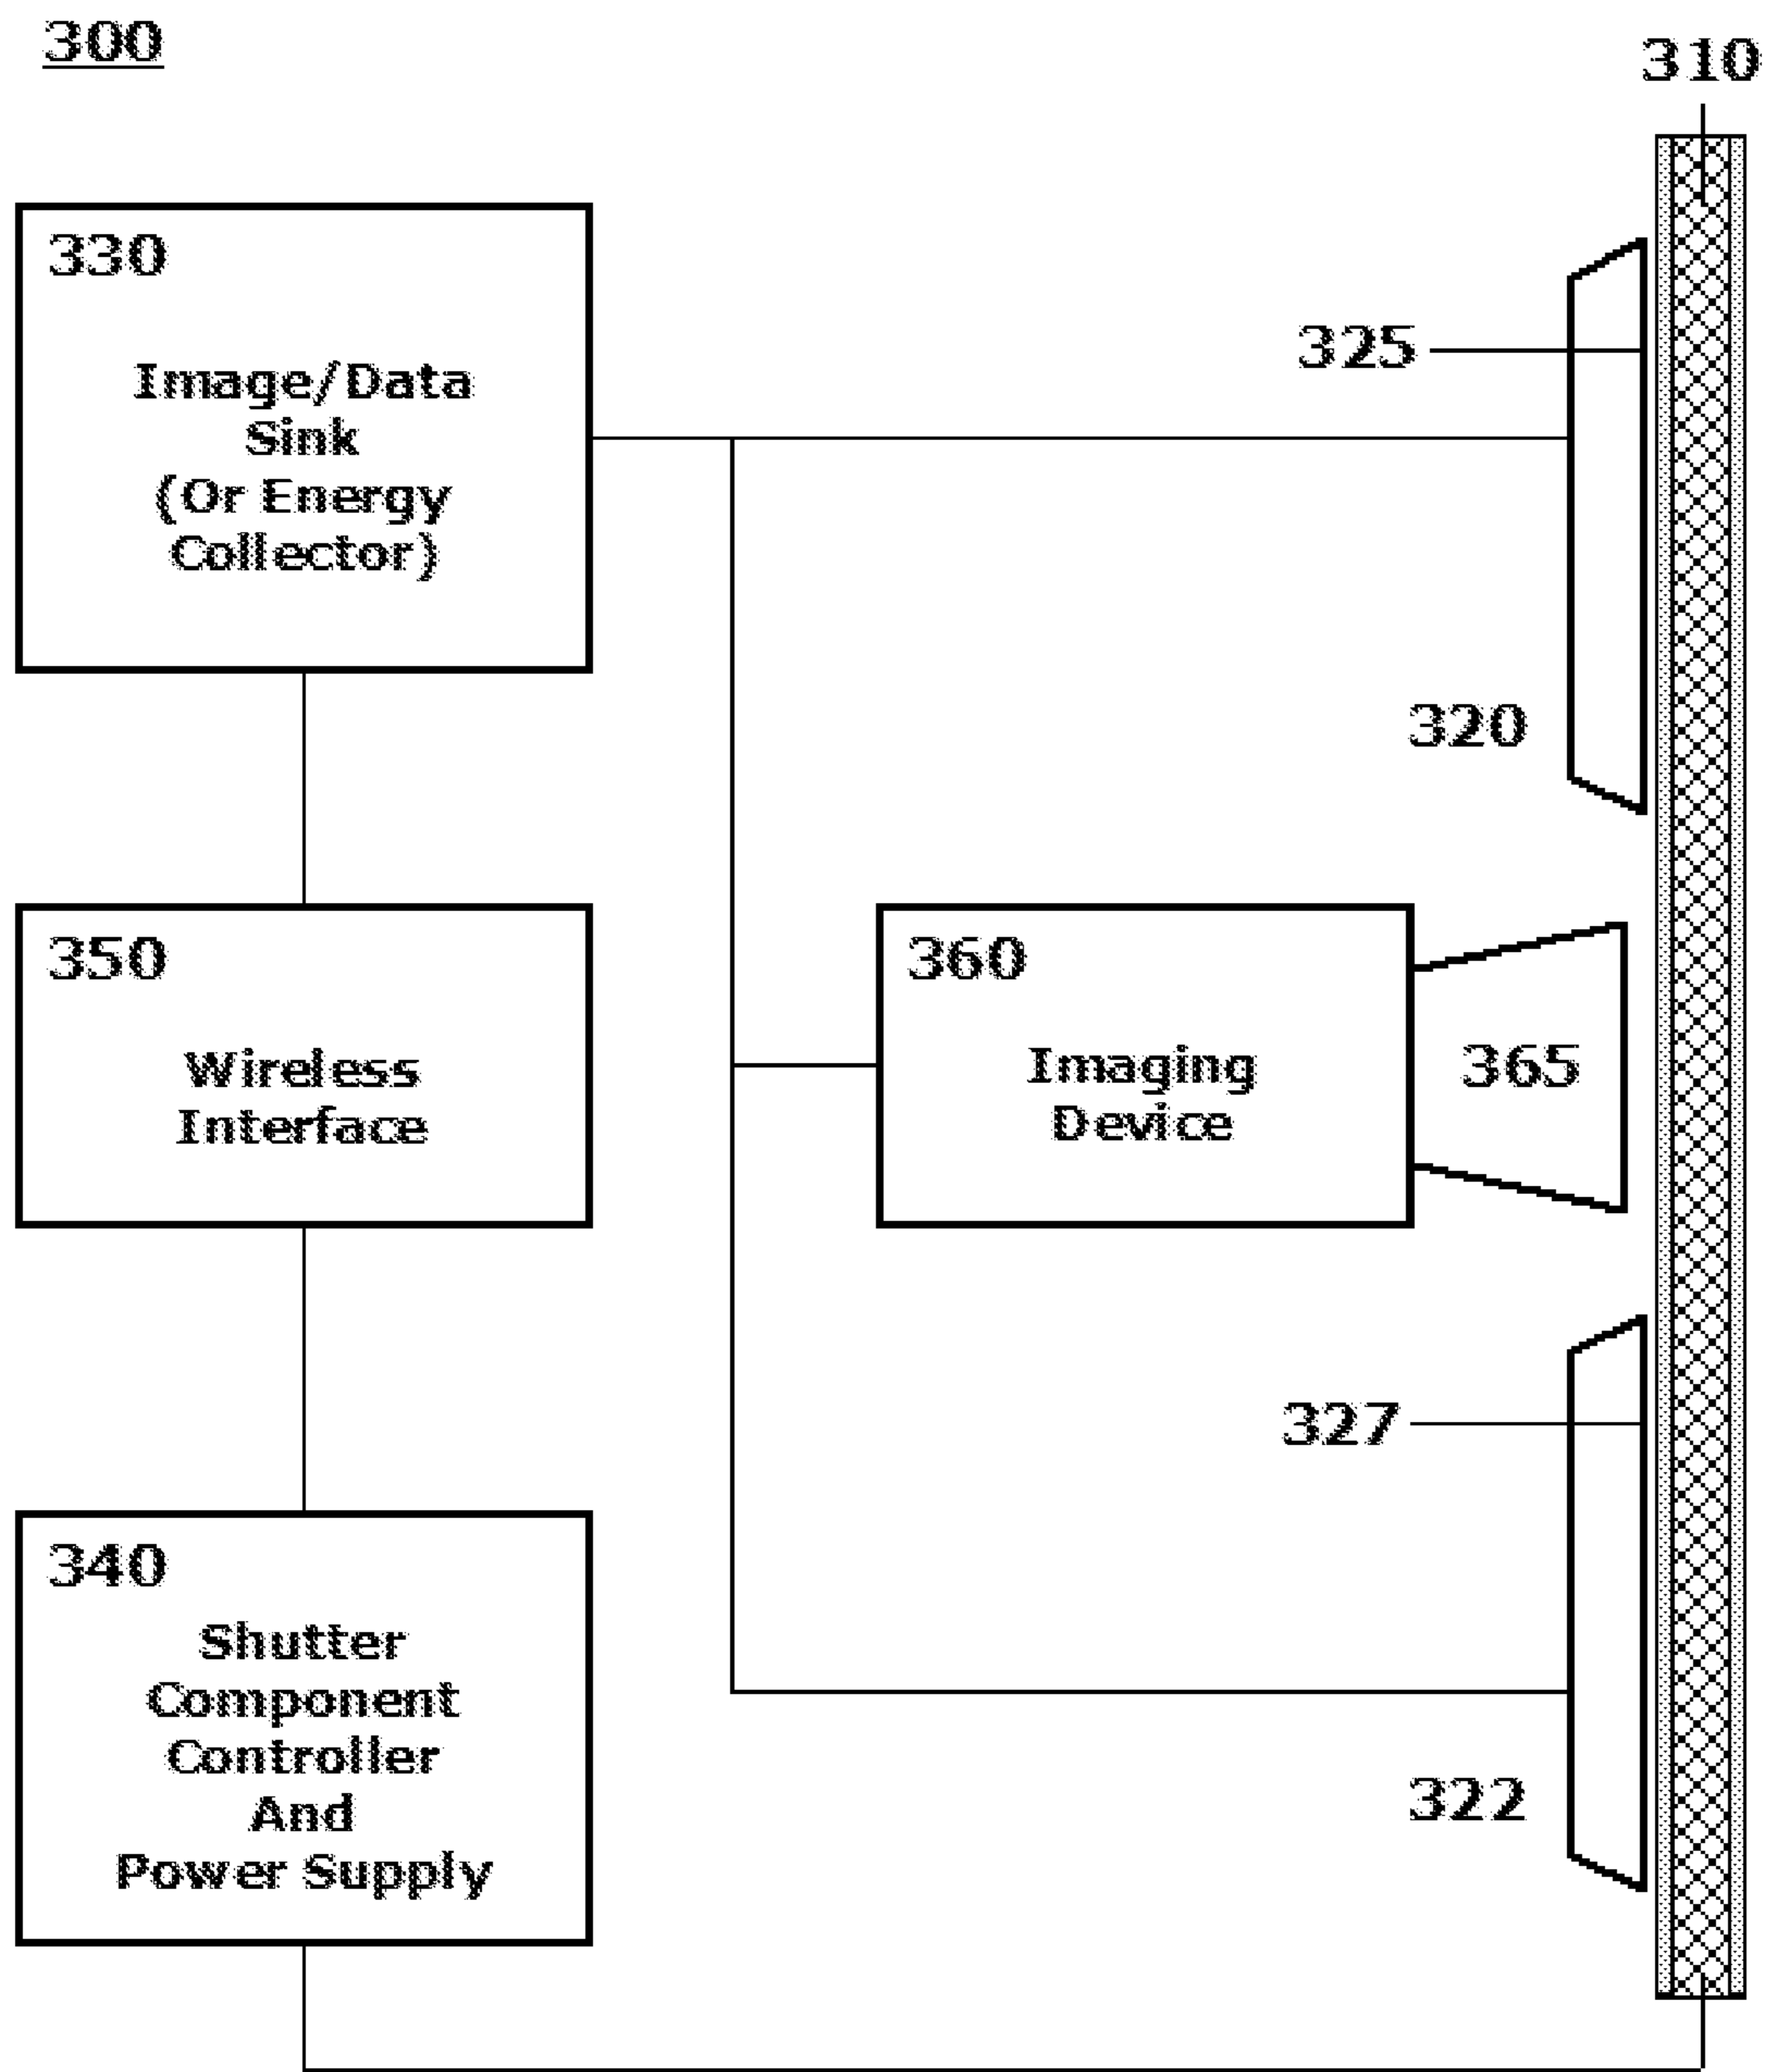 300
310
330
Image/Data
Sink
(Or Energy
Collector)
325
320
350
Wireless
Interface
360
Imaging
Device
365
327
340
Shutter
Component
Controller
And
Power Supply
322